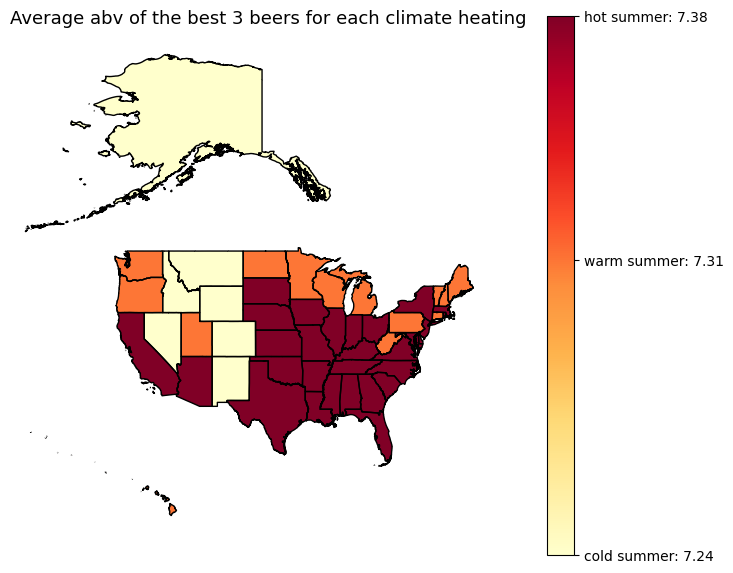 Average abv of the best 3 beers for each climate heating
hot summer: 7.38
warm summer: 7.31
cold summer: 7.24